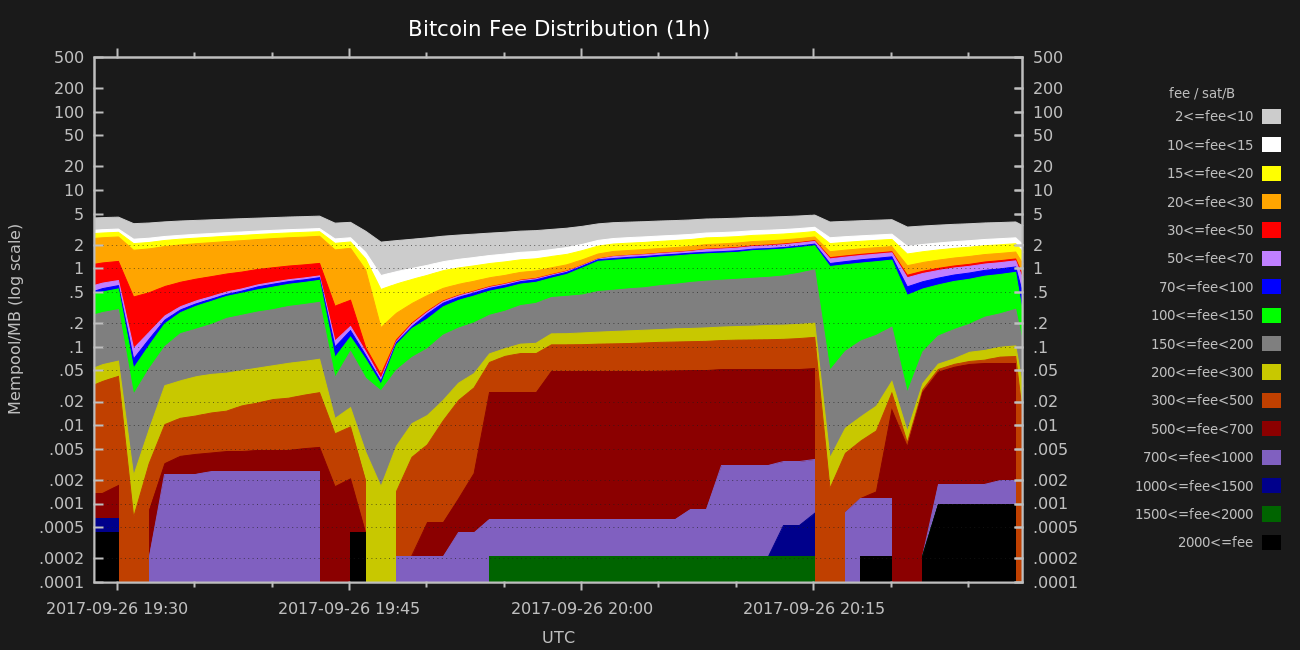 Bitcoin Fee Distribution (1h)
500 500
200 200
100 100
50 50
20 20
10 10
5 5
2 2
1 1
.5 .5
.2 .2
.1 .1
.05 .05
.02 .02
.01 .01
.005 .005
.002 .002
.001 .001
.0005 .0005
.0002 .0002
.0001 .0001
Mempool/MB (log scale)
2017-09-26 19:30 2017-09-26 19:45 2017-09-26 20:00 2017-09-26 20:15
UTC
fee / sat/B
2<=fee<10
10<=fee<15
15<=fee<20
20<=fee<30
30<=fee<50
50<=fee<70
70<=fee<100
100<=fee<150
150<=fee<200
200<=fee<300
300<=fee<500
500<=fee<700
700<=fee<1000
1000<=fee<1500
1500<=fee<2000
2000<=fee